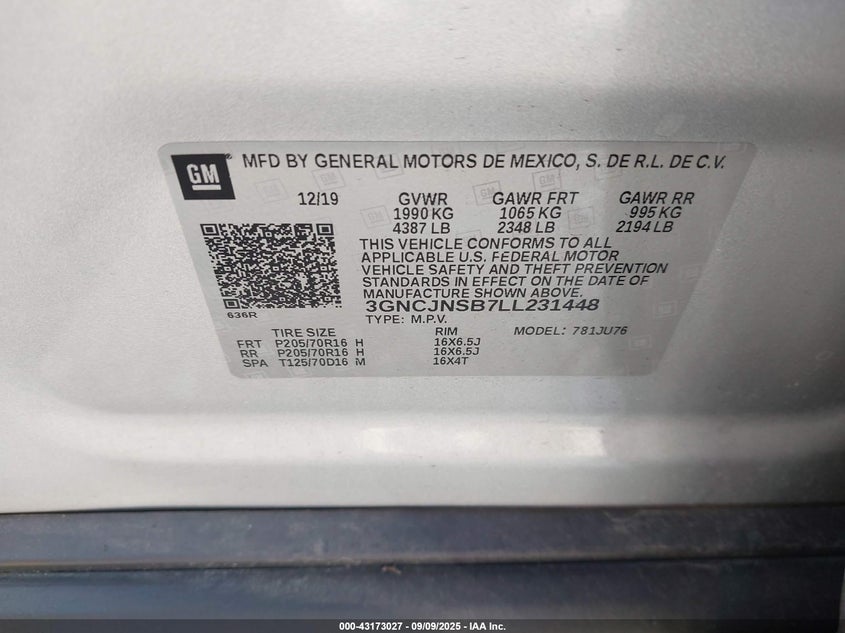 GM ® MFD BY GENERAL MOTORS DE MEXICO, S. DE R.L. DE C.V.
12/19 GVWR GAWR FRT GAWR RR
1990 KG 1065 KG 995 KG
4387 LB 2348 LB 2194 LB
THIS VEHICLE CONFORMS TO ALL
APPLICABLE U.S. FEDERAL MOTOR
VEHICLE SAFETY AND THEFT PREVENTION
STANDARDS IN EFFECT ON THE DATE OF
MANUFACTURE SHOWN ABOVE.
3GNCJNSB7LL231448
636R
TYPE: M.P.V.
TIRE SIZE RIM MODEL: 781JU76
FRT P205/70R16 H 16X6.5J
RR P205/70R16 H 16X6.5J
SPA T125/70D16 M 16X4T
000-43173027 - 09/09/2025 - IAA Inc.